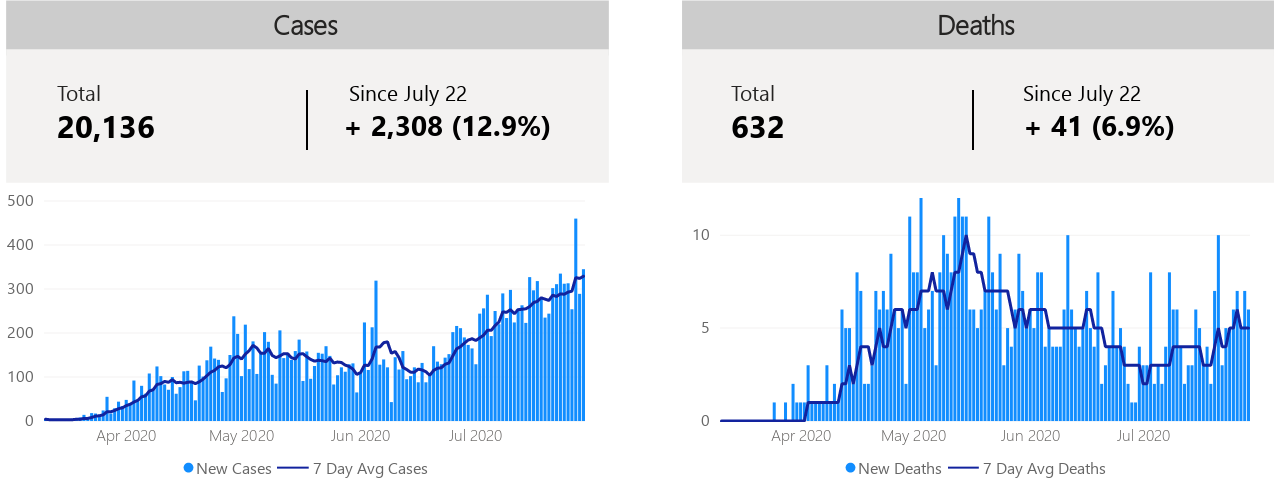 Cases
Total
20,136
Since July 22
+ 2,308 (12.9%)
500
400
300
200
100
0
Apr 2020 May 2020 Jun 2020 Jul 2020
New Cases 7 Day Avg Cases
Deaths
Total
632
Since July 22
+ 41 (6.9%)
10
5
0
Apr 2020 May 2020 Jun 2020 Jul 2020
New Deaths 7 Day Avg Deaths